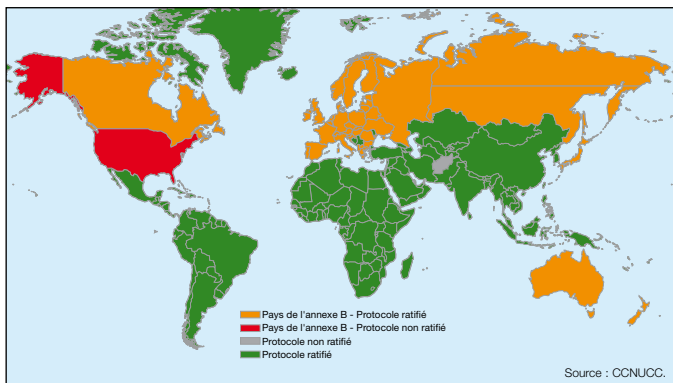 Pays de l'annexe B - Protocole ratifié
Pays de l'annexe B - Protocole non ratifié
Protocole non ratifié
Protocole ratifié
Source : CCNUCC.